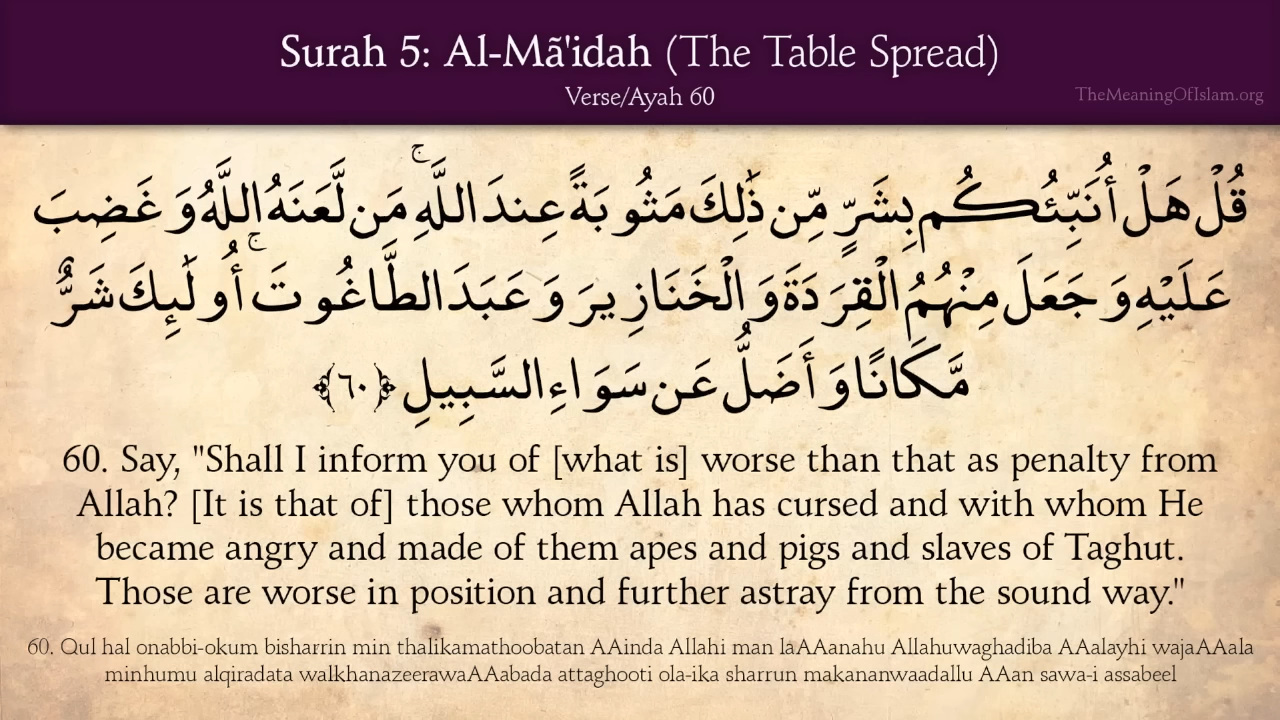 Surah 5: Al-Mã'idah (The Table Spread)
Verse/Ayah 60
TheMeaningOfIslam.org
قُلْ هَلْ أُنَبِّئُكُم بِشَرٍّ مِّن ذَٰلِكَ مَثُوبَةً عِندَ اللَّهِ ۚ مَن لَّعَنَهُ اللَّهُ وَغَضِبَ
عَلَيْهِ وَجَعَلَ مِنْهُمُ الْقِرَدَةَ وَالْخَنَازِيرَ وَعَبَدَ الطَّاغُوتَ ۚ أُولَٰئِكَ شَرٌّ
مَّكَانًا وَأَضَلُّ عَن سَوَاءِ السَّبِيلِ ﴿٦٠﴾
60. Say, "Shall I inform you of [what is] worse than that as penalty from
Allah? [It is that of] those whom Allah has cursed and with whom He
became angry and made of them apes and pigs and slaves of Taghut.
Those are worse in position and further astray from the sound way."
60. Qul hal onabbi-okum bisharrin min thalikamathoobatan AAinda Allahi man laAAanahu Allahuwaghadiba AAalayhi wajaAAala
minhumu alqiradata walkhanazeerawaAAabada attaghooti ola-ika sharrun makananwaadallu AAan sawa-i assabeel